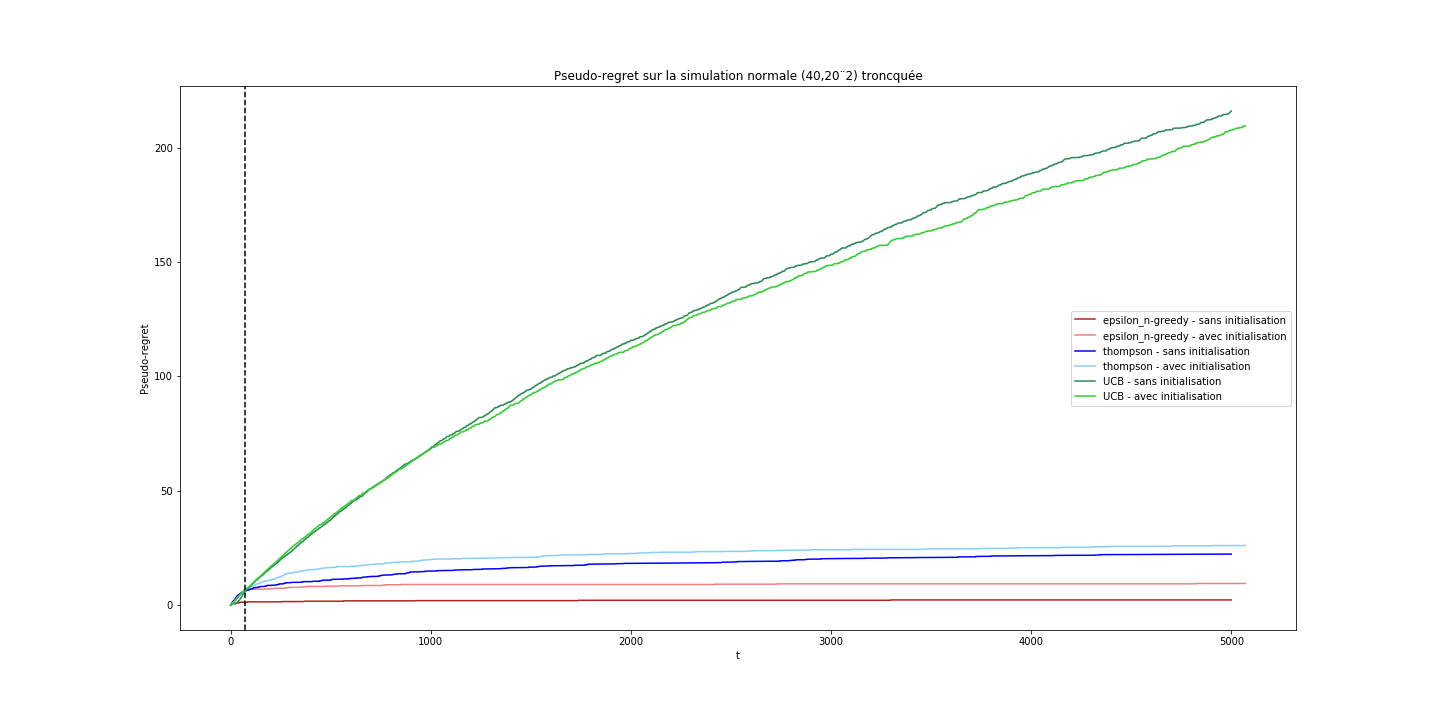 Pseudo-regret sur la simulation normale (40,20¨2) troncquée
Pseudo-regret
200
150
100
50
0
epsilon_n-greedy - sans initialisation
epsilon_n-greedy - avec initialisation
thompson - sans initialisation
thompson - avec initialisation
UCB - sans initialisation
UCB - avec initialisation
0 1000 2000 3000 4000 5000
t